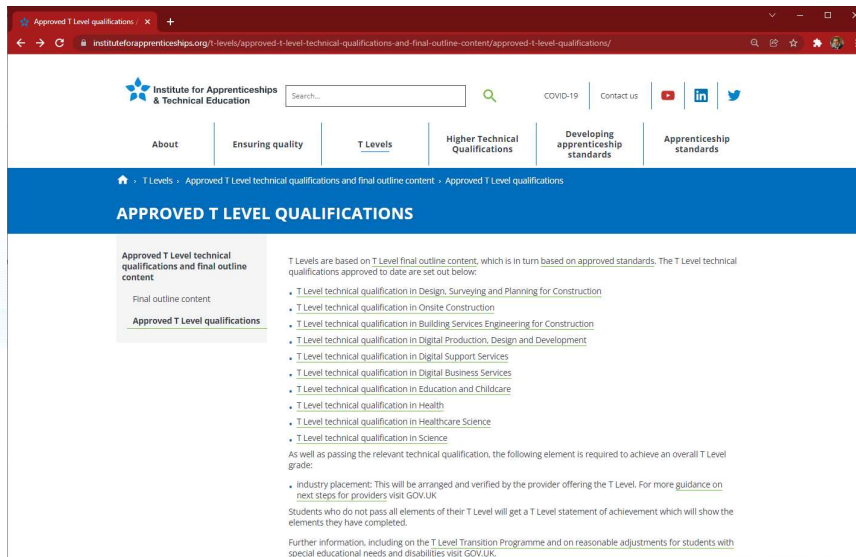 Approved T Level qualifications /
instituteforapprenticeships.org/t-levels/approved-t-level-technical-qualifications-and-final-outline-content/approved-t-level-qualifications/
Institute for Apprenticeships
& Technical Education
Search...
COVID-19
Contact us
in
About
Ensuring quality
T Levels
Higher Technical
Qualifications
Developing
apprenticeship
standards
Apprenticeship
standards
T Levels › Approved T Level technical qualifications and final outline content › Approved T Level qualifications
APPROVED T LEVEL QUALIFICATIONS
Approved T Level technical
qualifications and final outline
content
Final outline content
Approved T Level qualifications
T Levels are based on T Level final outline content, which is in turn based on approved standards. The T Level technical
qualifications approved to date are set out below:
• T Level technical qualification in Design, Surveying and Planning for Construction
• T Level technical qualification in Onsite Construction
• T Level technical qualification in Building Services Engineering for Construction
• T Level technical qualification in Digital Production, Design and Development
• T Level technical qualification in Digital Support Services
• T Level technical qualification in Digital Business Services
• T Level technical qualification in Education and Childcare
• T Level technical qualification in Health
• T Level technical qualification in Healthcare Science
• T Level technical qualification in Science
As well as passing the relevant technical qualification, the following element is required to achieve an overall T Level
grade:
• industry placement: This will be arranged and verified by the provider offering the T Level. For more guidance on
next steps for providers visit GOV.UK
Students who do not pass all elements of their T Level will get a T Level statement of achievement which will show the
elements they have completed.
Further information, including on the T Level Transition Programme and on reasonable adjustments for students with
special educational needs and disabilities visit GOV.UK.